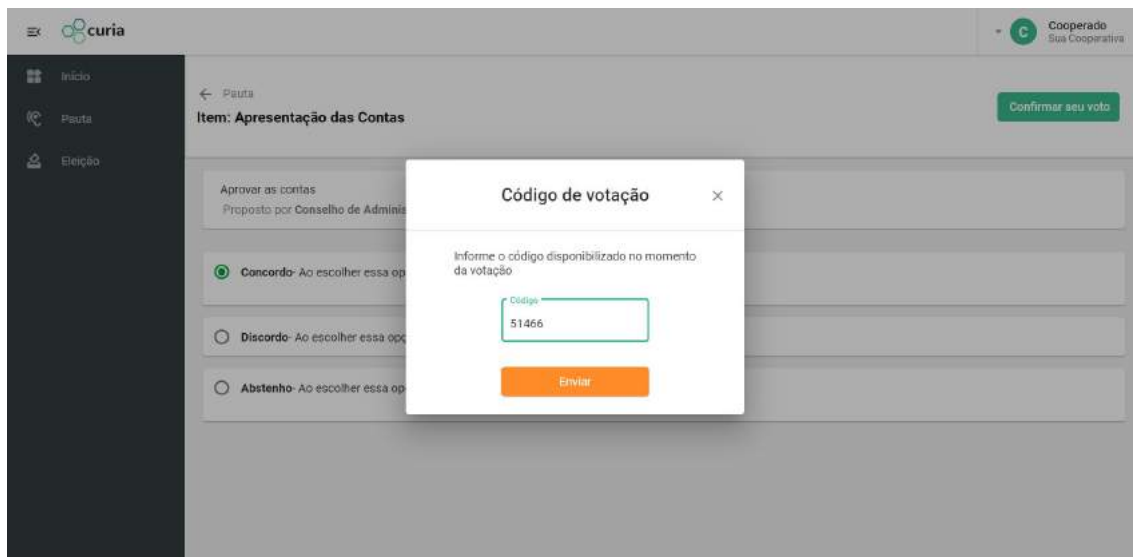 curia
Cooperado
Sua Cooperativa
Início
Pauta
Eleição
Pauta
Item: Apresentação das Contas
Confirmar seu voto
Aprovar as contas
Proposto por Conselho de Adminis
Concordo- Ao escolher essa op
Discordo- Ao escolher essa opç
Abstenho- Ao escolher essa op
Código de votação
Informe o código disponibilizado no momento
da votação
Código
51466
Enviar
C